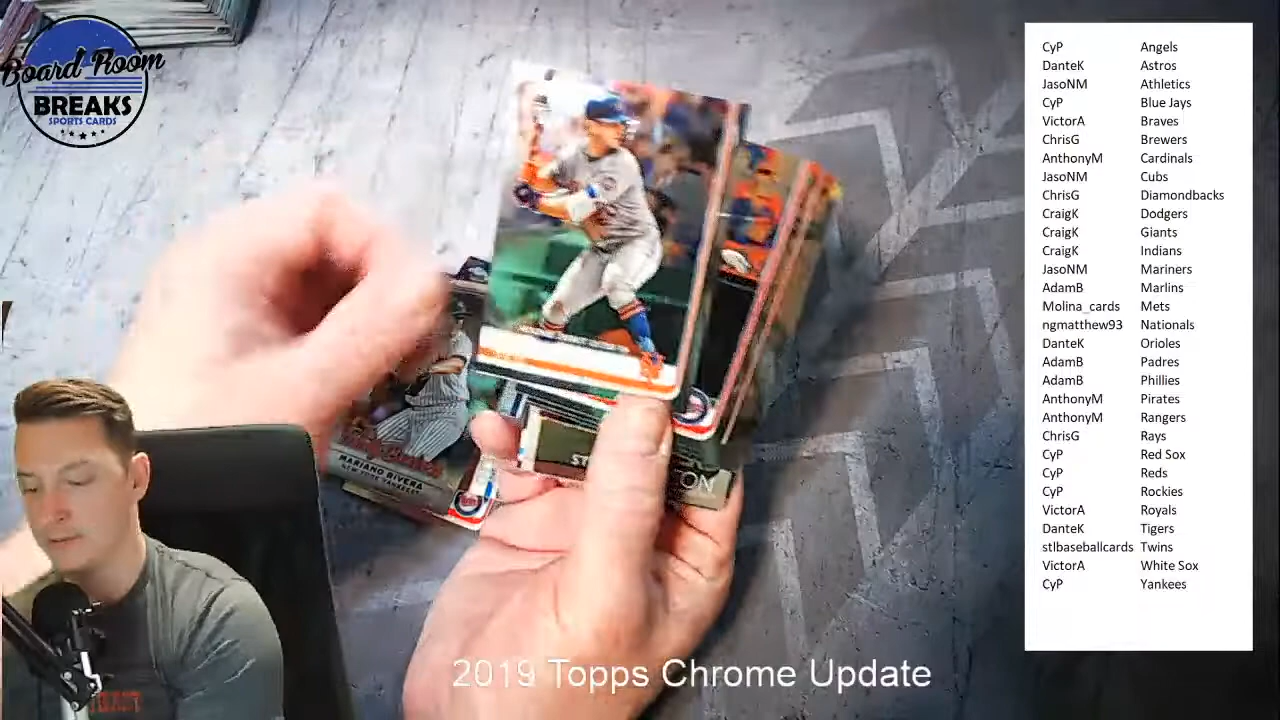 Board Room
BREAKS
SPORTS CARDS
CyP Angels
DanteK Astros
JasoNM Athletics
CyP Blue Jays
VictorA Braves
ChrisG Brewers
AnthonyM Cardinals
JasoNM Cubs
ChrisG Diamondbacks
CraigK Dodgers
CraigK Giants
CraigK Indians
JasoNM Mariners
AdamB Marlins
Molina_cards Mets
ngmatthew93 Nationals
DanteK Orioles
AdamB Padres
AdamB Phillies
AnthonyM Pirates
AnthonyM Rangers
ChrisG Rays
CyP Red Sox
CyP Reds
CyP Rockies
VictorA Royals
DanteK Tigers
stlbaseballcards Twins
VictorA White Sox
CyP Yankees
MARIANO RIVERA
NEW YORK YANKEES
2019 Topps Chrome Update